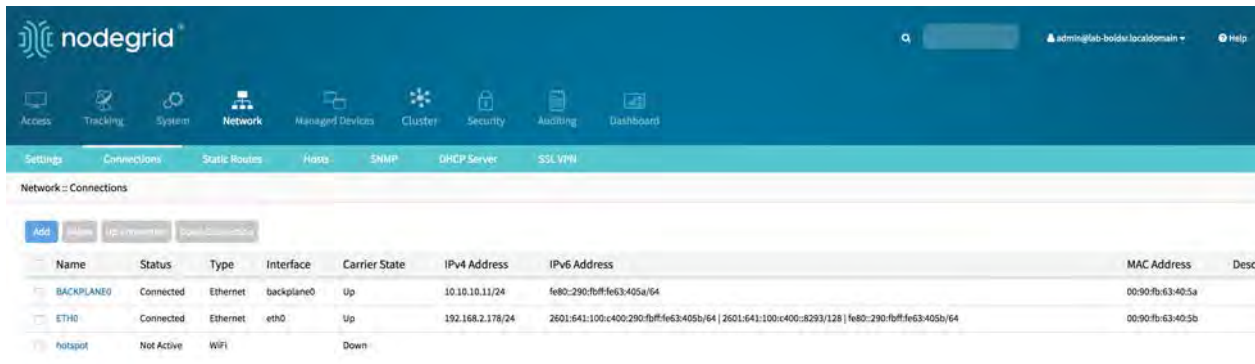 nodegrid®
admin@lab-boldsr.localdomain Help
Access Tracking System Network Managed Devices Cluster Security Auditing Dashboard
Settings Connections Static Routes Hosts SNMP DHCP Server SSL VPN
Network :: Connections
Add
Name Status Type Interface Carrier State IPv4 Address IPv6 Address MAC Address Desc
BACKPLANE0 Connected Ethernet backplane0 Up 10.10.10.11/24 fe80::290:fbff:fe63:405a/64 00:90:fb:63:40:5a
ETH0 Connected Ethernet eth0 Up 192.168.2.178/24 2601:641:100:c400:290:fbff:fe63:405b/64 | 2601:641:100:c400::8293/128 | fe80::290:fbff:fe63:405b/64 00:90:fb:63:40:5b
hotspot Not Active WiFi Down